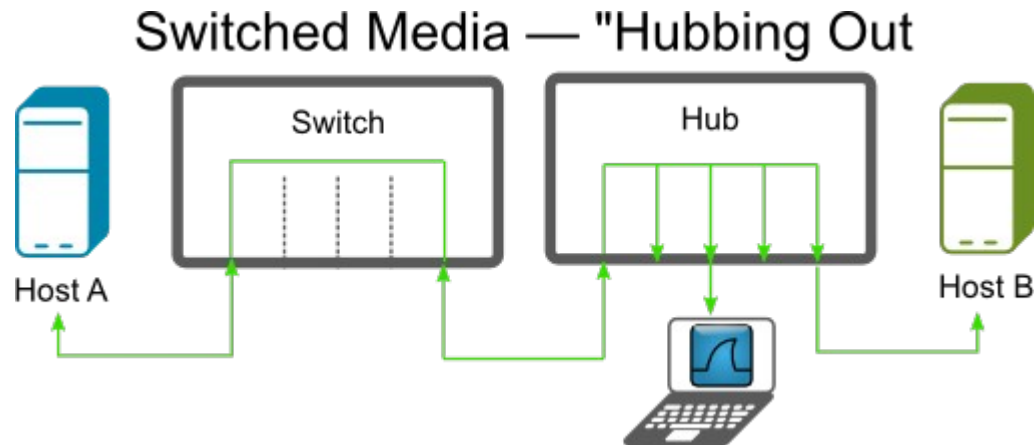 Switched Media — "Hubbing Out
Switch
Hub
Host A
Host B